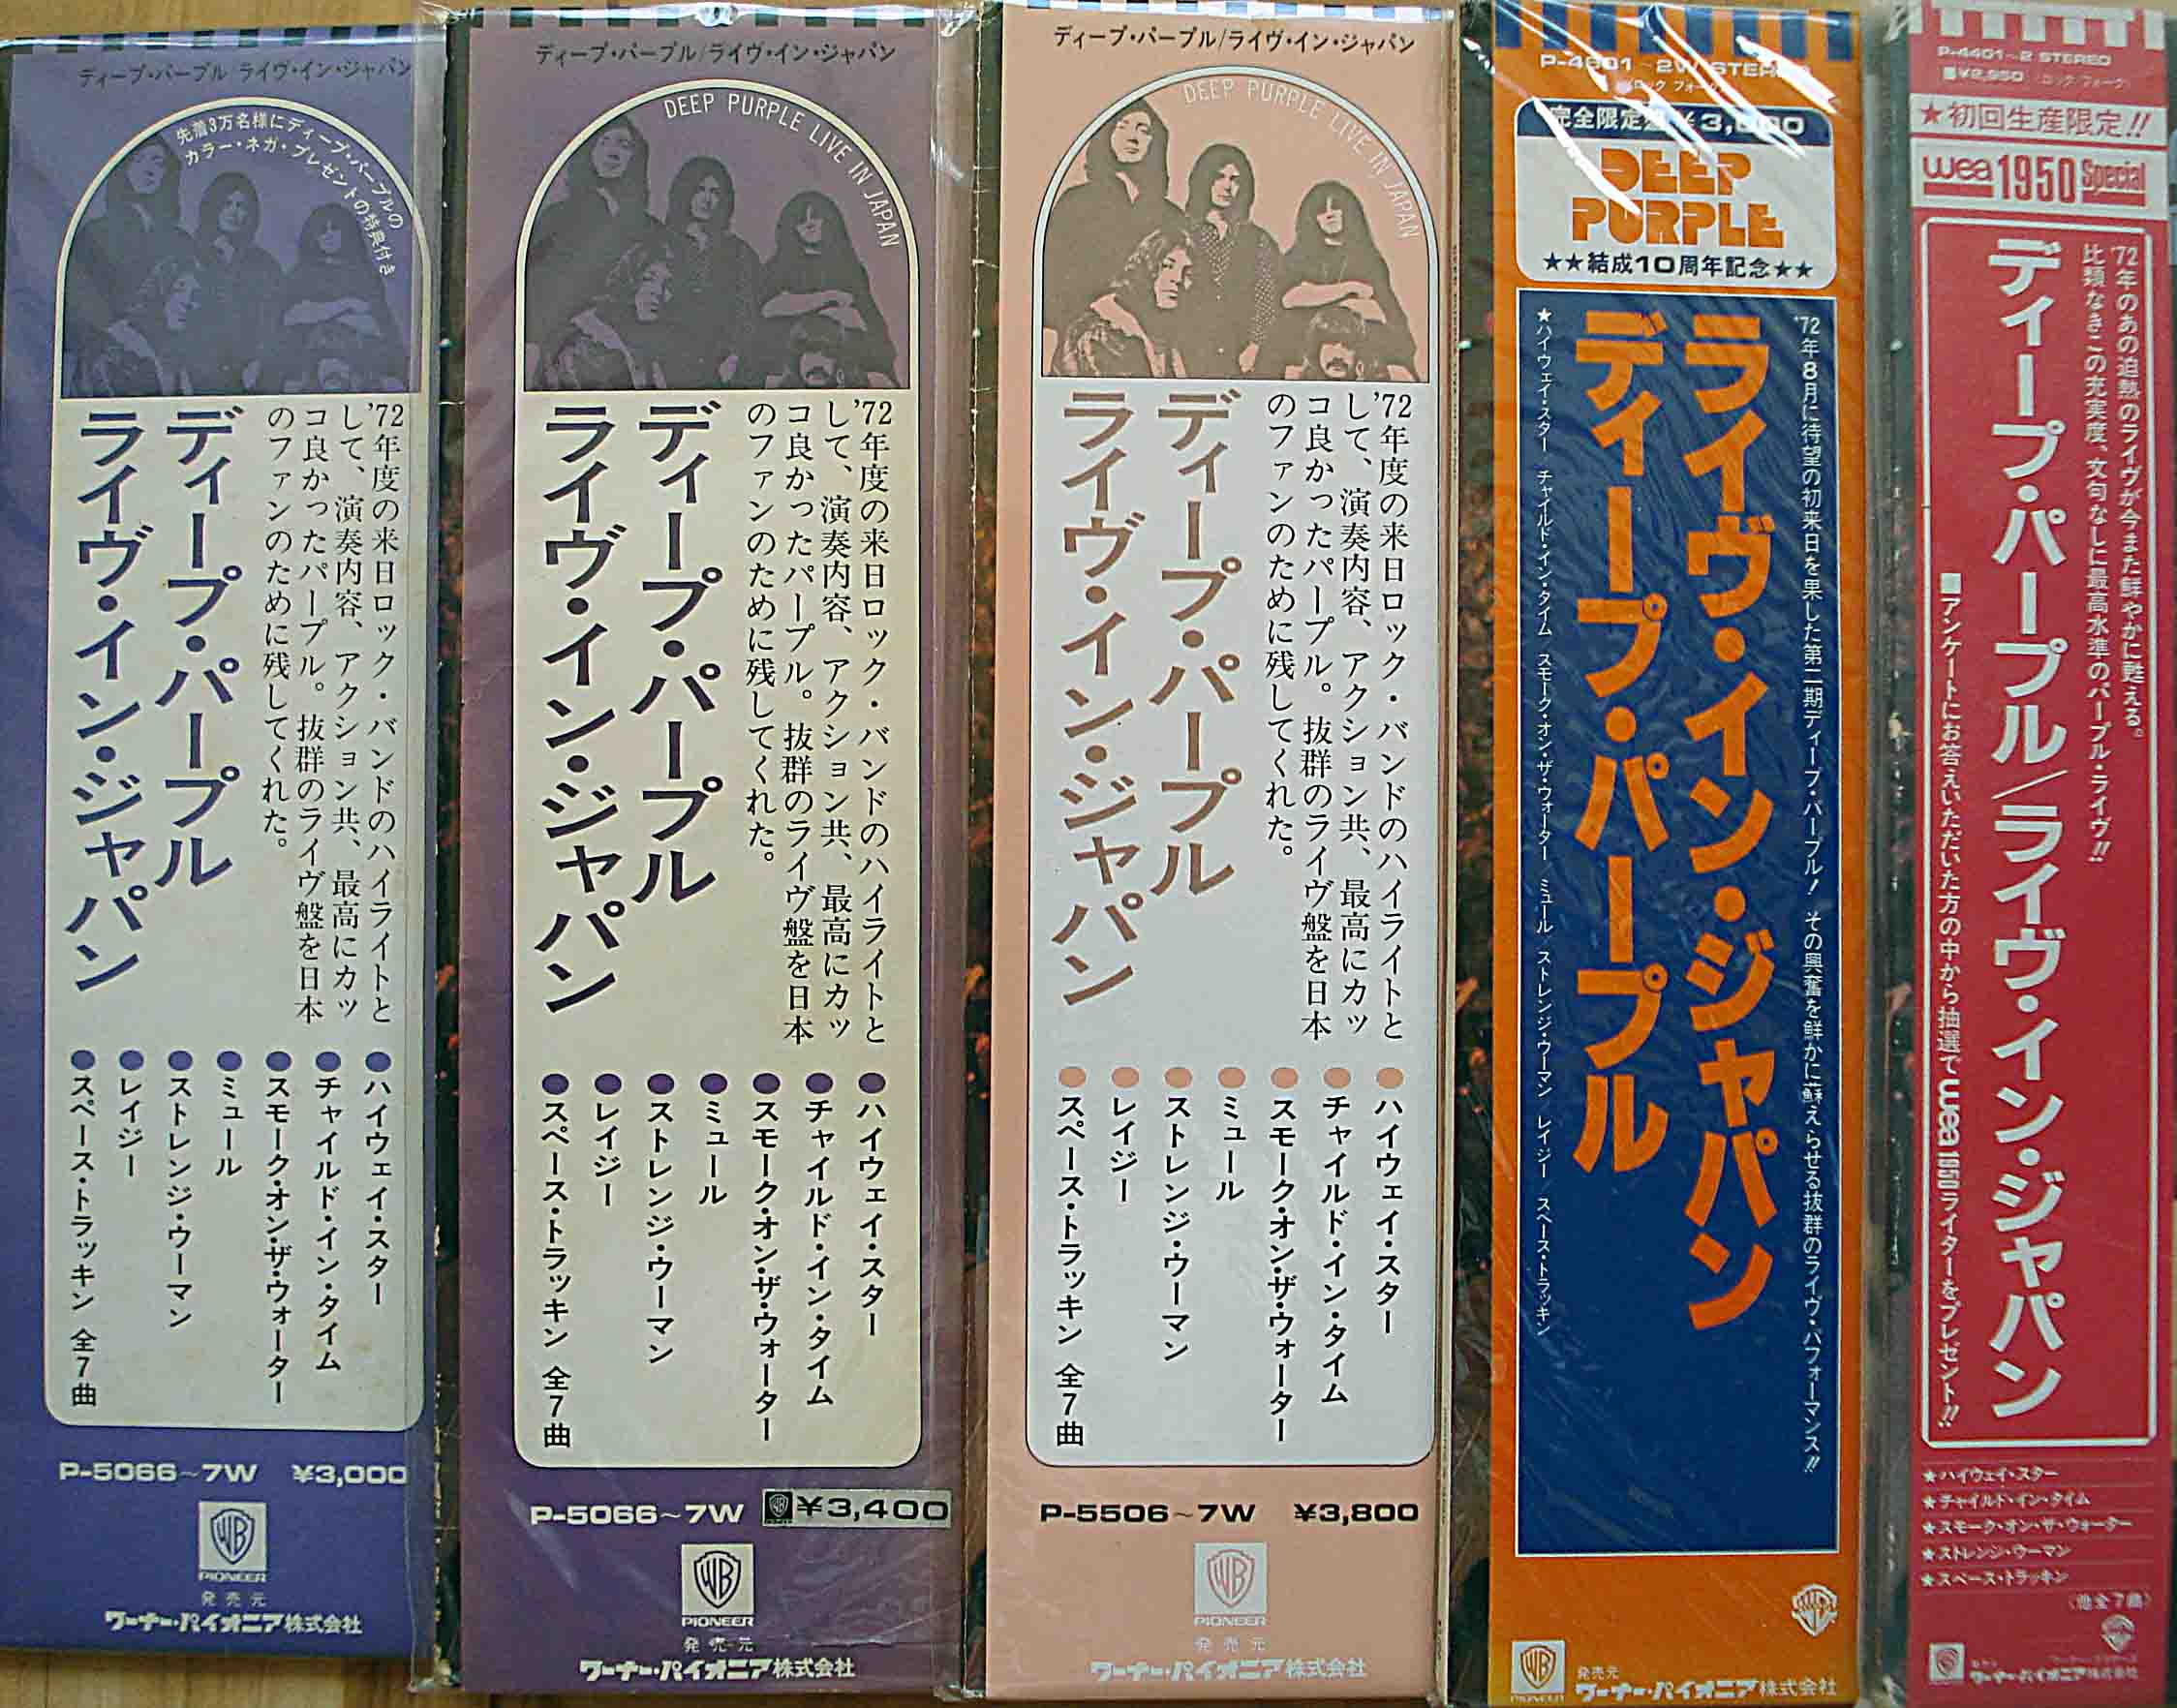 ディープ・パープル ライヴ・イン・ジャパン
先着3万名様にディープ・パープルの
カラー・ネガ・プレゼントの特典付き
'72年度の来日ロック・バンドのハイライトと
して、演奏内容、アクション共、最高にカッ
コ良かったパープル。抜群のライヴ盤を日本
のファンのために残してくれた。
ディープ・パープル
ライヴ・イン・ジャパン
●ハイウェイ・スター
●チャイルド・イン・タイム
●スモーク・オン・ザ・ウォーター
●ミュール
●ストレンジ・ウーマン
●レイジー
●スペース・トラッキン 全7曲
P-5066~7W ¥3,000
WB
PIONEER
発売元
ワーナー・パイオニア株式会社
ディープ・パープル/ライヴ・イン・ジャパン
DEEP PURPLE LIVE IN JAPAN
'72年度の来日ロック・バンドのハイライトと
して、演奏内容、アクション共、最高にカッ
コ良かったパープル。抜群のライヴ盤を日本
のファンのために残してくれた。
ディープ・パープル
ライヴ・イン・ジャパン
●ハイウェイ・スター
●チャイルド・イン・タイム
●スモーク・オン・ザ・ウォーター
●ミュール
●ストレンジ・ウーマン
●レイジー
●スペース・トラッキン 全7曲
P-5066~7W ¥3,400
WB
PIONEER
発売元
ワーナー・パイオニア株式会社
ディープ・パープル/ライヴ・イン・ジャパン
DEEP PURPLE LIVE IN JAPAN
'72年度の来日ロック・バンドのハイライトと
して、演奏内容、アクション共、最高にカッ
コ良かったパープル。抜群のライヴ盤を日本
のファンのために残してくれた。
ディープ・パープル
ライヴ・イン・ジャパン
●ハイウェイ・スター
●チャイルド・イン・タイム
●スモーク・オン・ザ・ウォーター
●ミュール
●ストレンジ・ウーマン
●レイジー
●スペース・トラッキン 全7曲
P-5506~7W ¥3,800
WB
PIONEER
発売元
ワーナー・パイオニア株式会社
P-4601~2W STEREO
ロック フォーク
完全限定盤
DEEP
PURPLE
★★結成10周年記念★★
'72年8月に待望の初来日を果した第二期ディープ・パープル! その興奮を鮮かに蘇えらせる抜群のライヴ・パフォーマンス!!
ライヴ・イン・ジャパン
ディープ・パープル
★ハイウェイ・スター チャイルド・イン・タイム スモーク・オン・ザ・ウォーター ミュール ストレンジ・ウーマン レイジー スペース・トラッキン
WB
PIONEER
発売元
ワーナー・パイオニア株式会社
P-4401~2 STEREO
¥2,950 (ロック フォーク)
★初回生産限定!!
wea 1950 Special
'72年のあの迫熱のライヴが今また鮮やかに甦える。
比類なきこの充実度、文句なしに最高水準のパープル・ライヴ!!
ディープ・パープル/ライヴ・イン・ジャパン
■アンケートにお答えいただいた方の中から抽選でwea 1950ライターをプレゼント!!
★ハイウェイ・スター
★チャイルド・イン・タイム
★スモーク・オン・ザ・ウォーター
★ストレンジ・ウーマン
★スペース・トラッキン
(他全7曲)
ワーナー・パイオニア株式会社